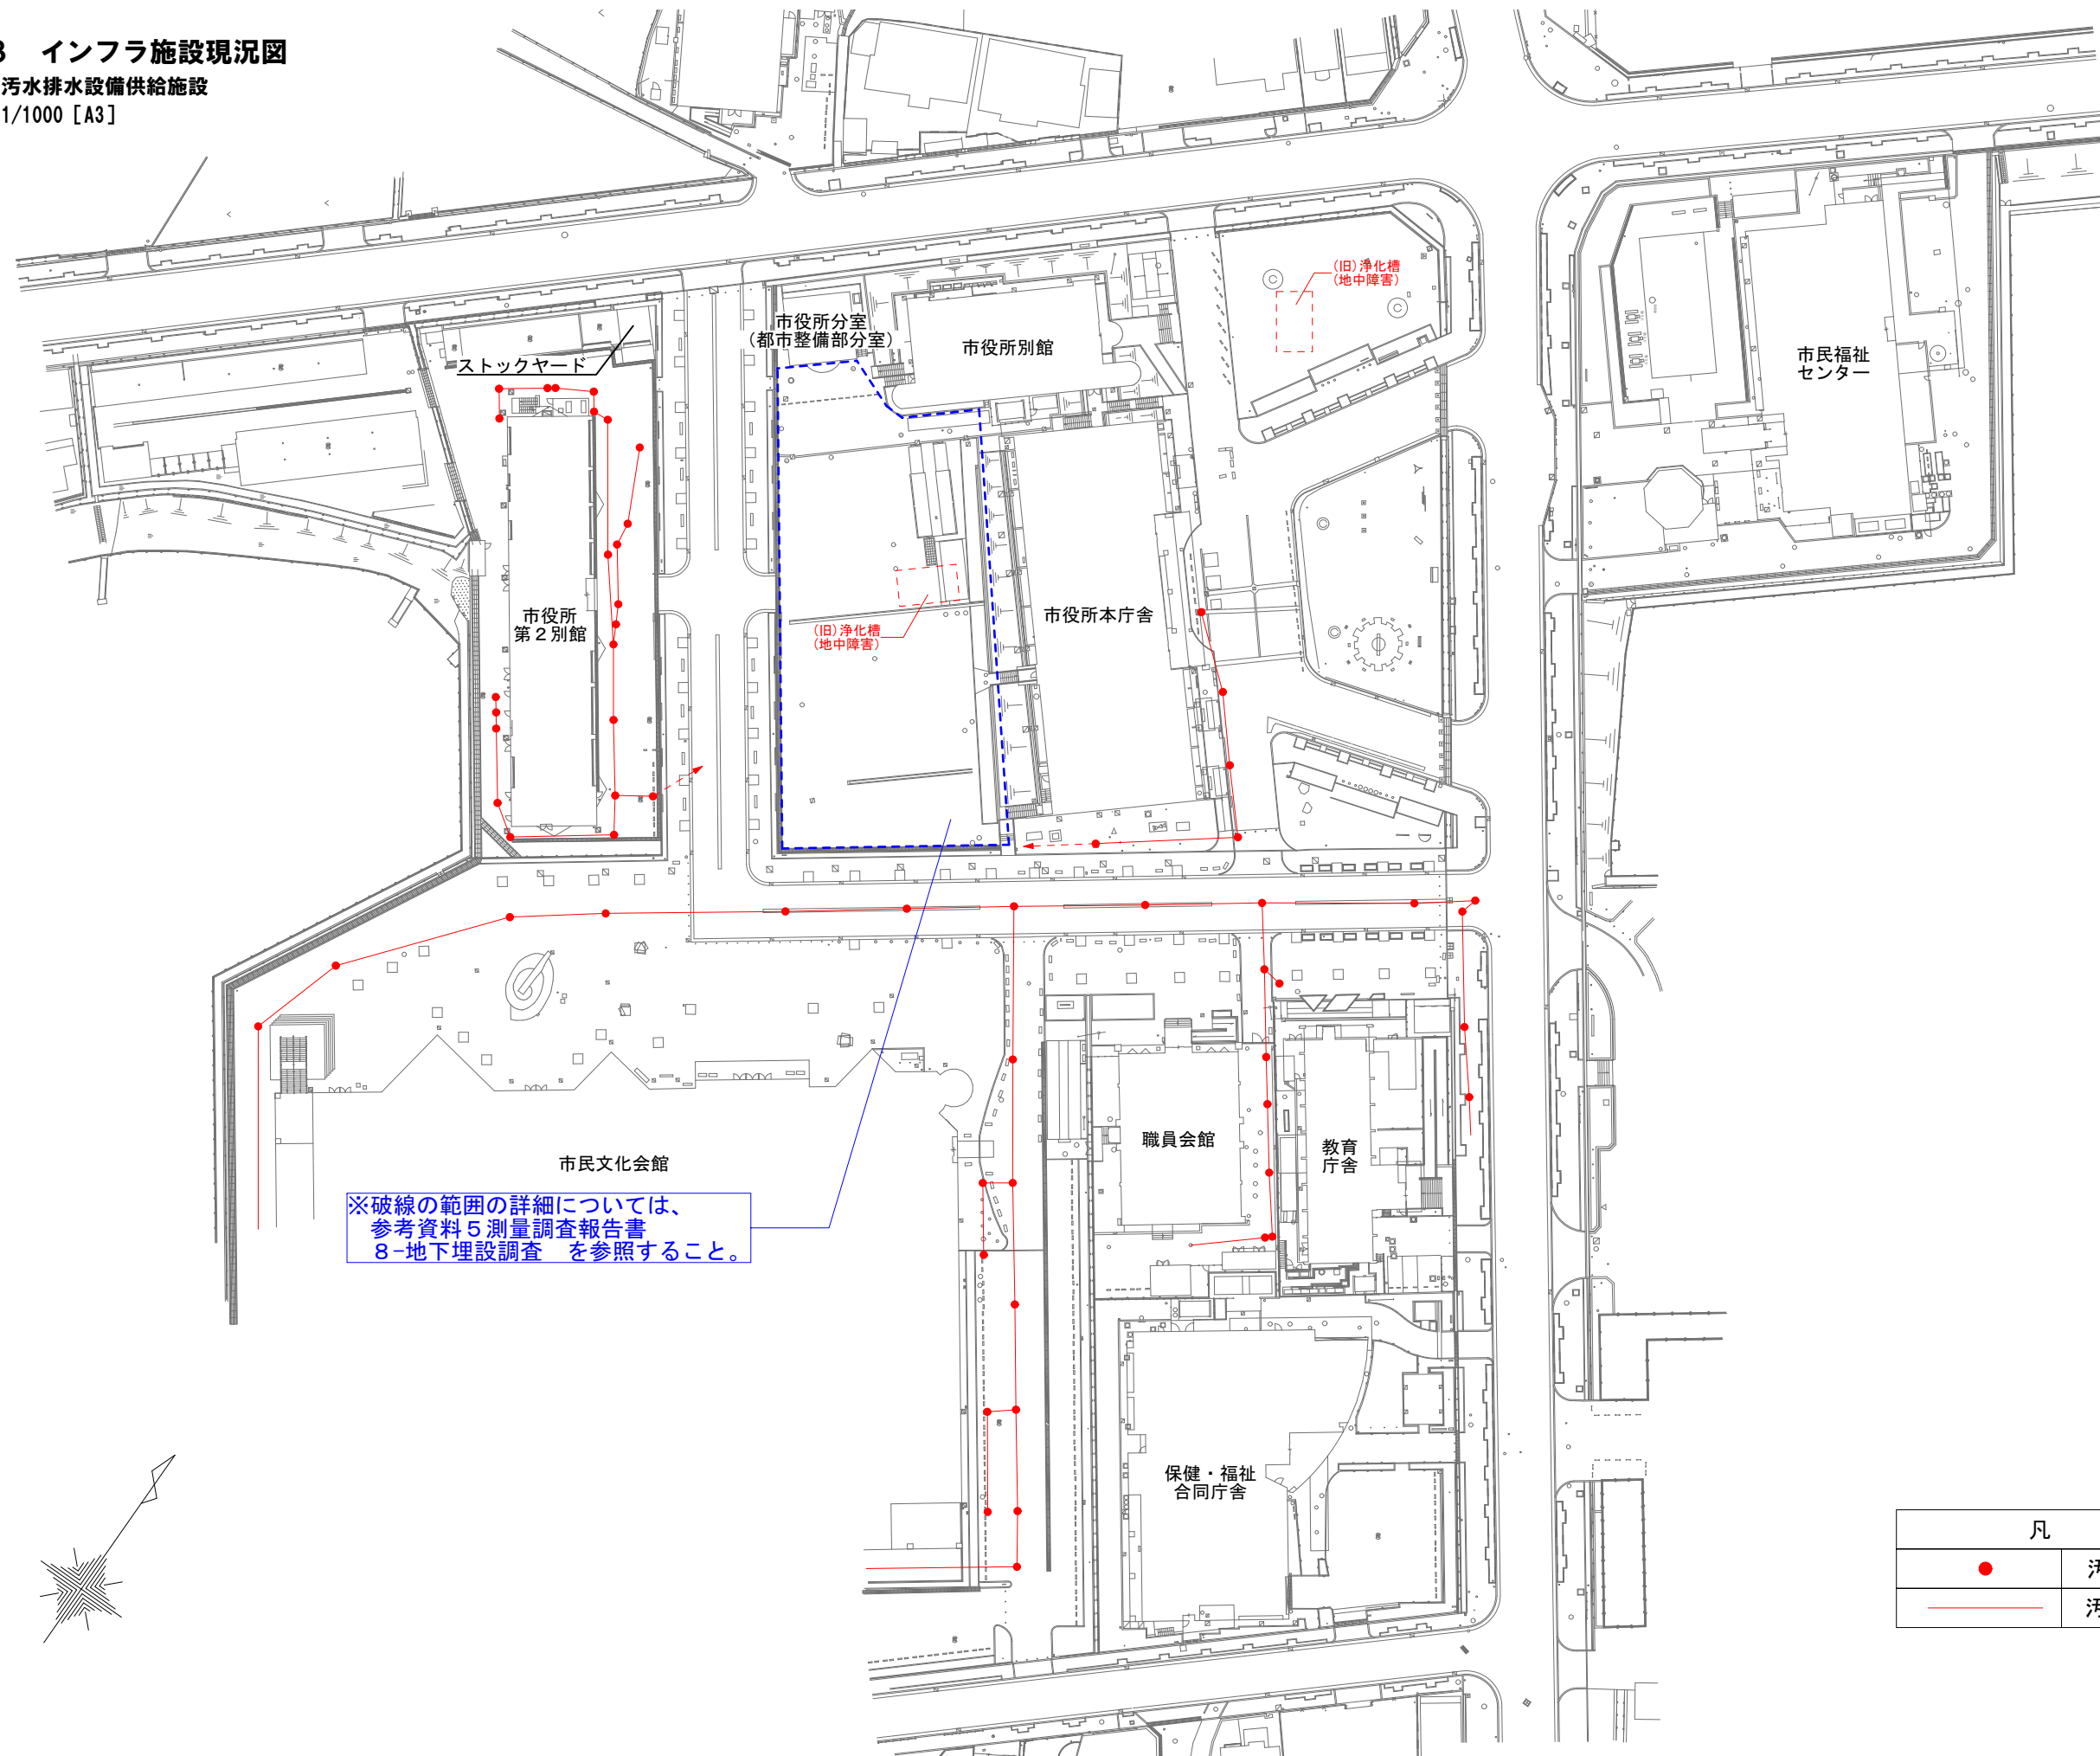 3　インフラ施設現況図
汚水排水設備供給施設
1/1000［A3］
(旧)浄化槽
(地中障害)
市役所分室
（都市整備部分室）
市役所別館
市民福祉
センター
ストックヤード
市役所
第２別館
市役所本庁舎
(旧)浄化槽
(地中障害)
職員会館
教育
庁舎
市民文化会館
※破線の範囲の詳細については、
参考資料５測量調査報告書
８-地下埋設調査　を参照すること。
保健・福祉
合同庁舎
凡
汚
汚